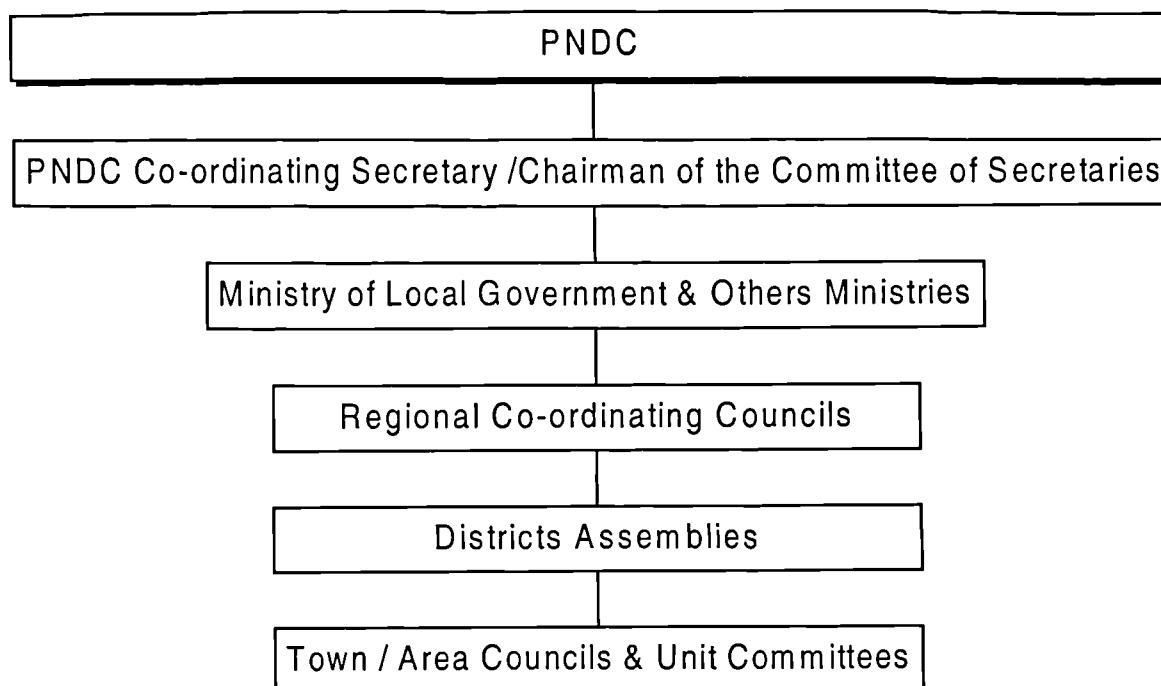 PNDC
PNDC Co-ordinating Secretary /Chairman of the Committee of Secretaries
Ministry of Local Government & Others Ministries
Regional Co-ordinating Councils
Districts Assemblies
Town / Area Councils & Unit Committees